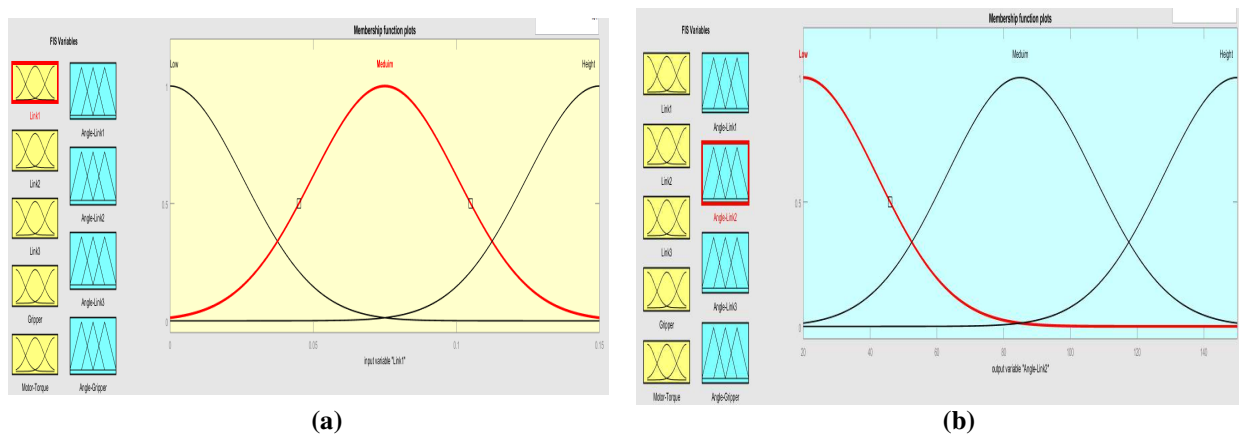 Membership function plots
FIS Variables
Low
Meduim
Height
Link1
Angle-Link1
Link2
Angle-Link2
Link3
Angle-Link3
Gripper
Motor-Torque
Angle-Gripper
1
0.5
0
0
0.05
0.1
0.15
input variable "Link1"
(a)
Membership function plots
FIS Variables
Low
Meduim
Height
Link1
Angle-Link1
Link2
Angle-Link2
Link3
Angle-Link3
Gripper
Motor-Torque
Angle-Gripper
1
0.5
0
20
40
60
80
100
120
140
output variable "Angle-Link2"
(b)